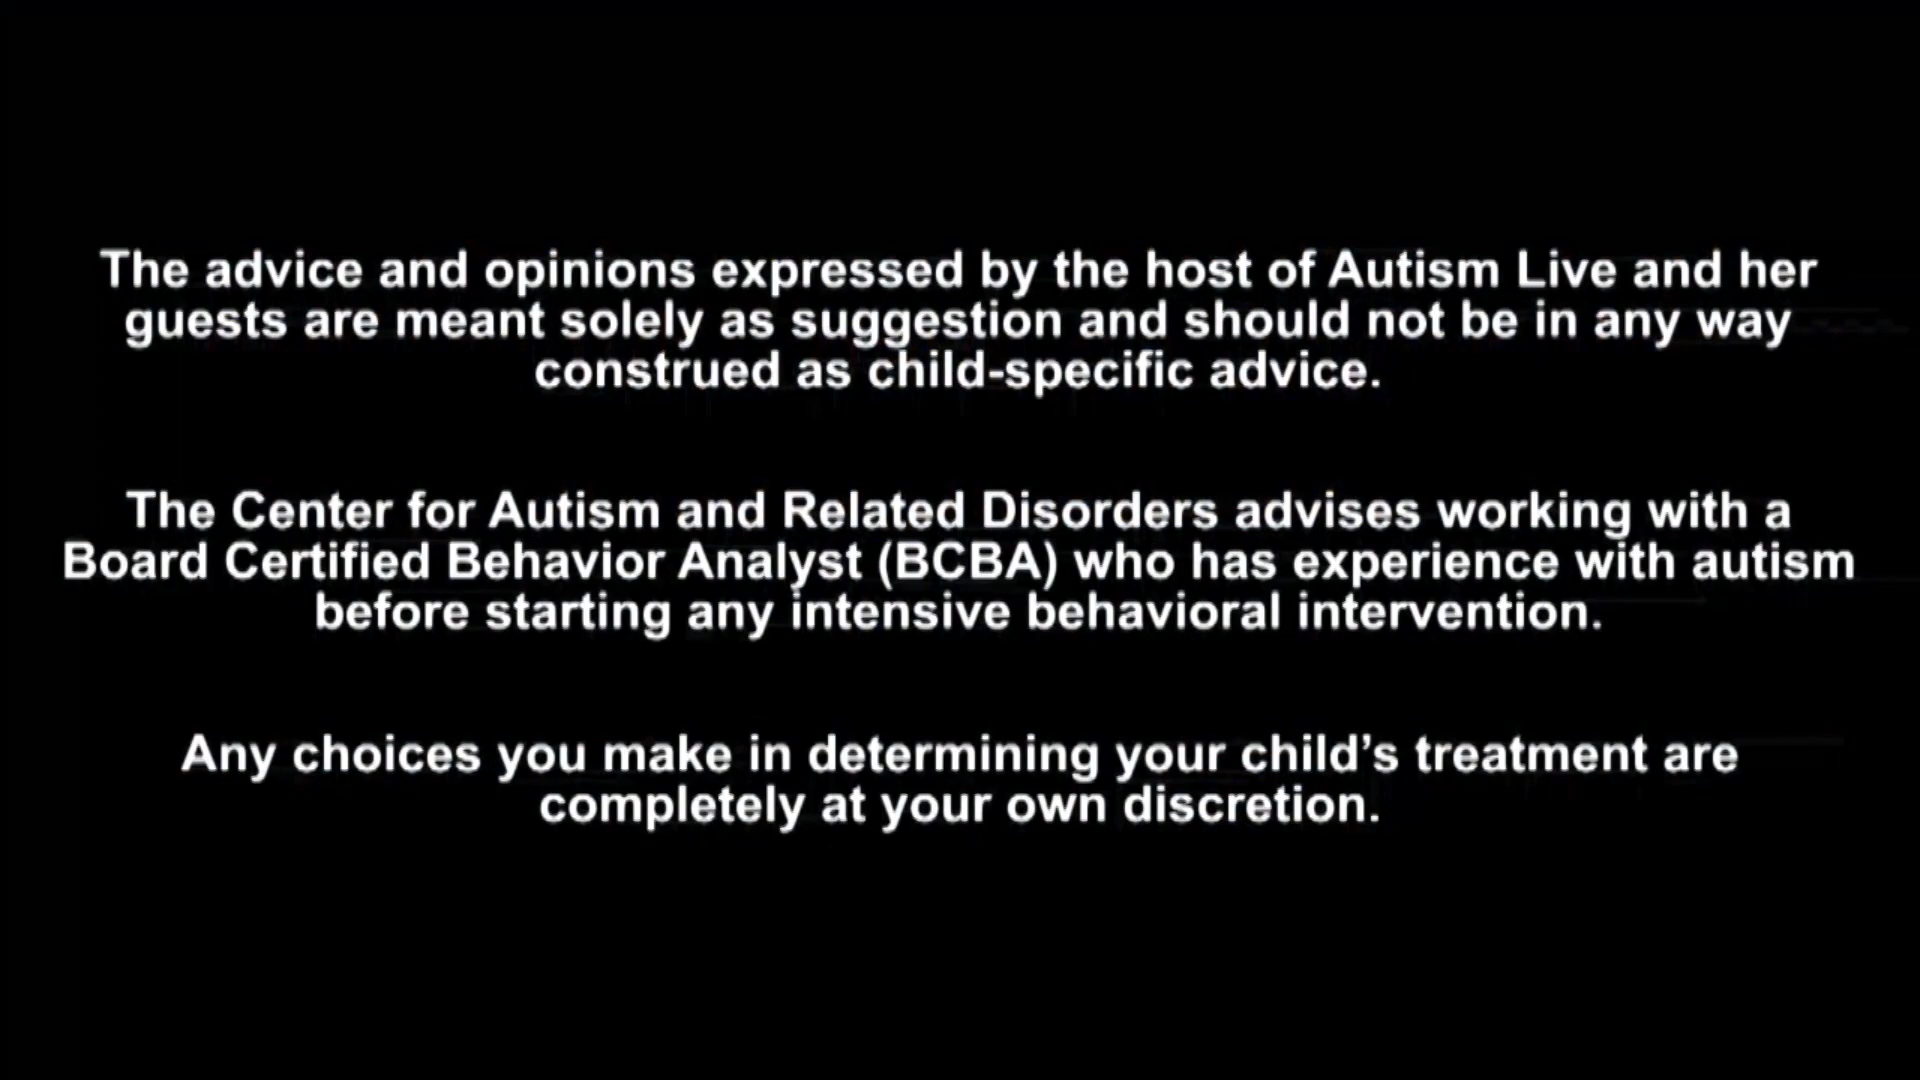 The advice and opinions expressed by the host of Autism Live and her
guests are meant solely as suggestion and should not be in any way
construed as child-specific advice.
The Center for Autism and Related Disorders advises working with a
Board Certified Behavior Analyst (BCBA) who has experience with autism
before starting any intensive behavioral intervention.
Any choices you make in determining your child’s treatment are
completely at your own discretion.